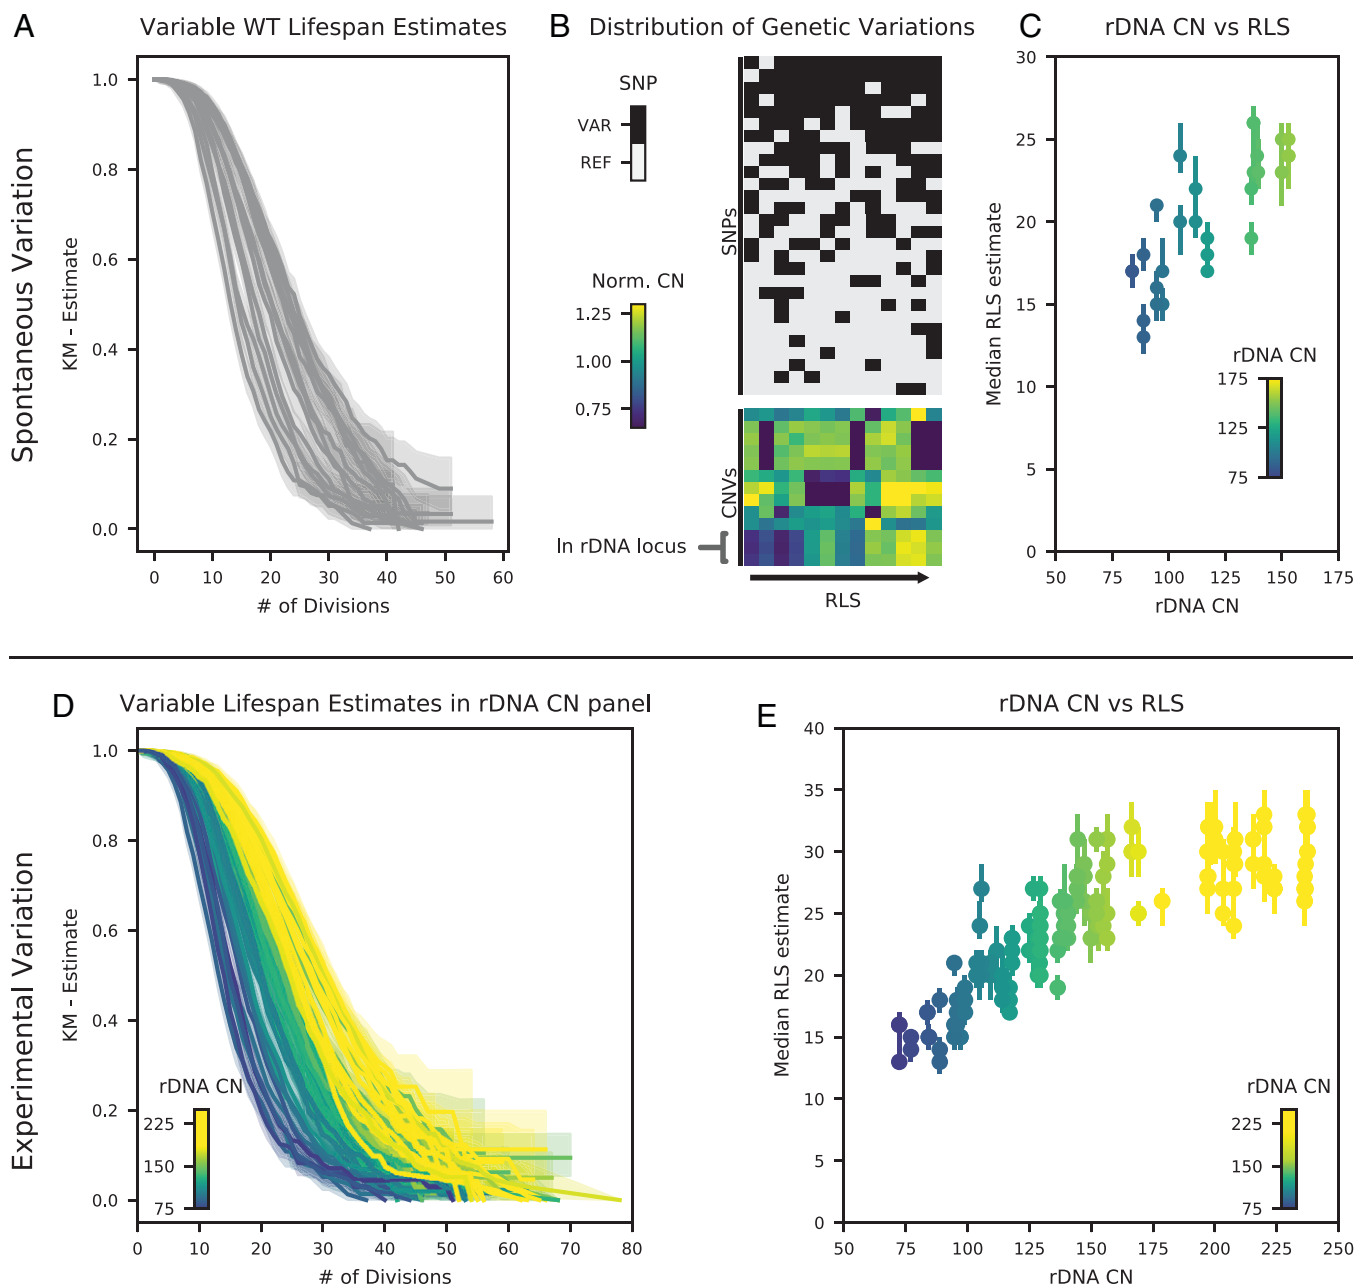 A
Variable WT Lifespan Estimates
Spontaneous Variation
KM - Estimate
1.0
0.8
0.6
0.4
0.2
0.0
0 10 20 30 40 50 60
# of Divisions
B
Distribution of Genetic Variations
SNP
VAR
REF
Norm. CN
1.25
1.00
0.75
SNPs
CNVs
In rDNA locus
RLS
C
rDNA CN vs RLS
Median RLS estimate
30
25
20
15
10
5
0
rDNA CN
175
125
75
50 75 100 125 150 175
rDNA CN
D
Variable Lifespan Estimates in rDNA CN panel
Experimental Variation
KM - Estimate
1.0
0.8
0.6
0.4
0.2
0.0
rDNA CN
225
150
75
0 10 20 30 40 50 60 70 80
# of Divisions
E
rDNA CN vs RLS
Median RLS estimate
40
35
30
25
20
15
10
5
0
rDNA CN
225
150
75
50 75 100 125 150 175 200 225 250
rDNA CN